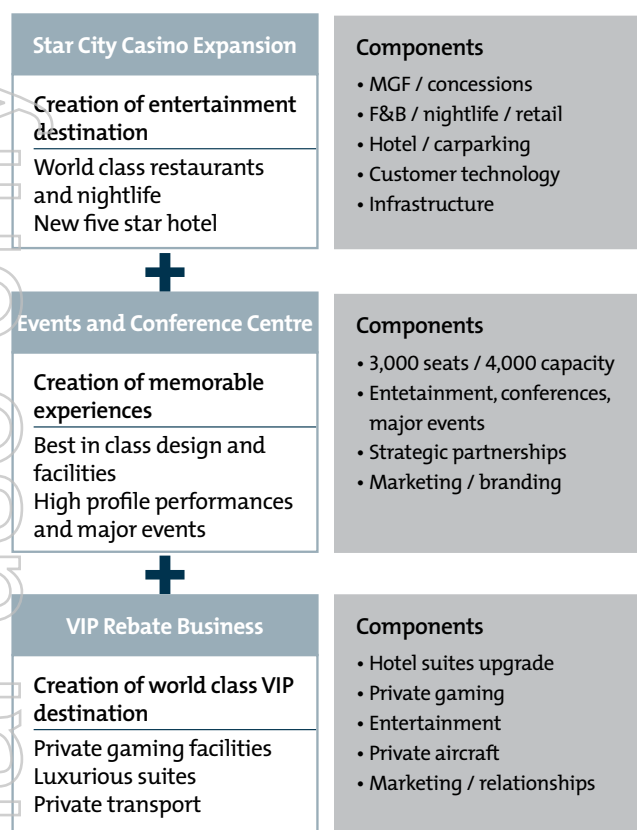 Star City Casino Expansion
Creation of entertainment
destination
World class restaurants
and nightlife
New five star hotel
Components
• MGF / concessions
• F&B / nightlife / retail
• Hotel / carparking
• Customer technology
• Infrastructure
+
Events and Conference Centre
Creation of memorable
experiences
Best in class design and
facilities
High profile performances
and major events
Components
• 3,000 seats / 4,000 capacity
• Entetainment, conferences,
major events
• Strategic partnerships
• Marketing / branding
+
VIP Rebate Business
Creation of world class VIP
destination
Private gaming facilities
Luxurious suites
Private transport
Components
• Hotel suites upgrade
• Private gaming
• Entertainment
• Private aircraft
• Marketing / relationships